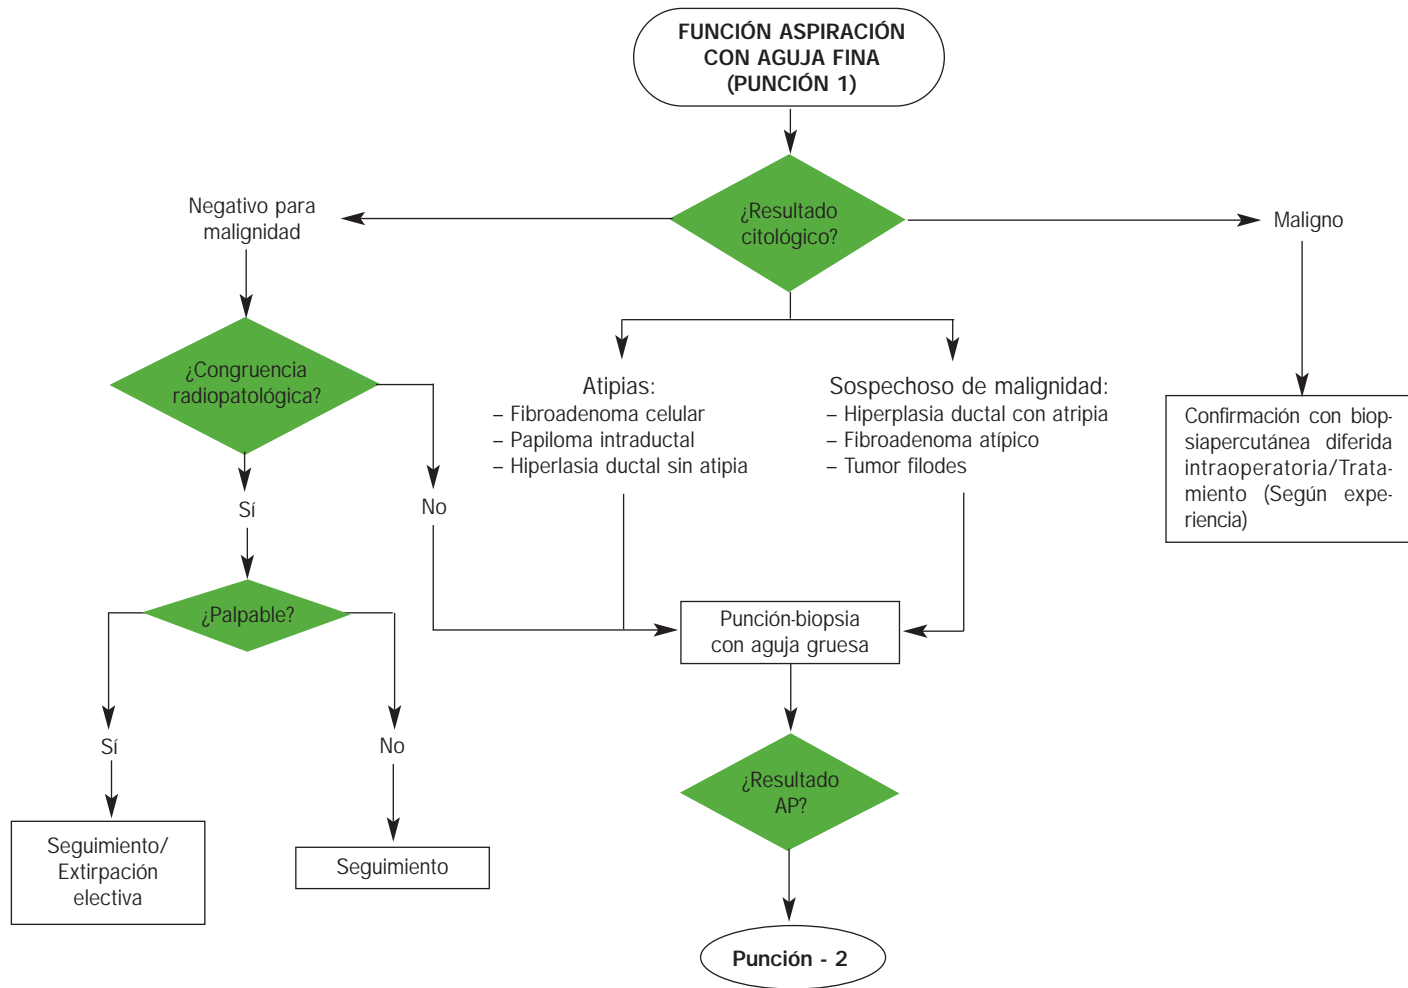 FUNCIÓN ASPIRACIÓN
CON AGUJA FINA
(PUNCIÓN 1)
¿Resultado
citológico?
Negativo para
malignidad
Maligno
¿Congruencia
radiopatológica?
Atipias:
– Fibroadenoma celular
– Papiloma intraductal
– Hiperlasia ductal sin atipia
Sospechoso de malignidad:
– Hiperplasia ductal con atripia
– Fibroadenoma atípico
– Tumor filodes
Confirmación con biop-
siapercutánea diferida
intraoperatoria/Trata-
miento (Según expe-
riencia)
Sí
No
¿Palpable?
Punción-biopsia
con aguja gruesa
Sí
No
¿Resultado
AP?
Seguimiento/
Extirpación
electiva
Seguimiento
Punción - 2